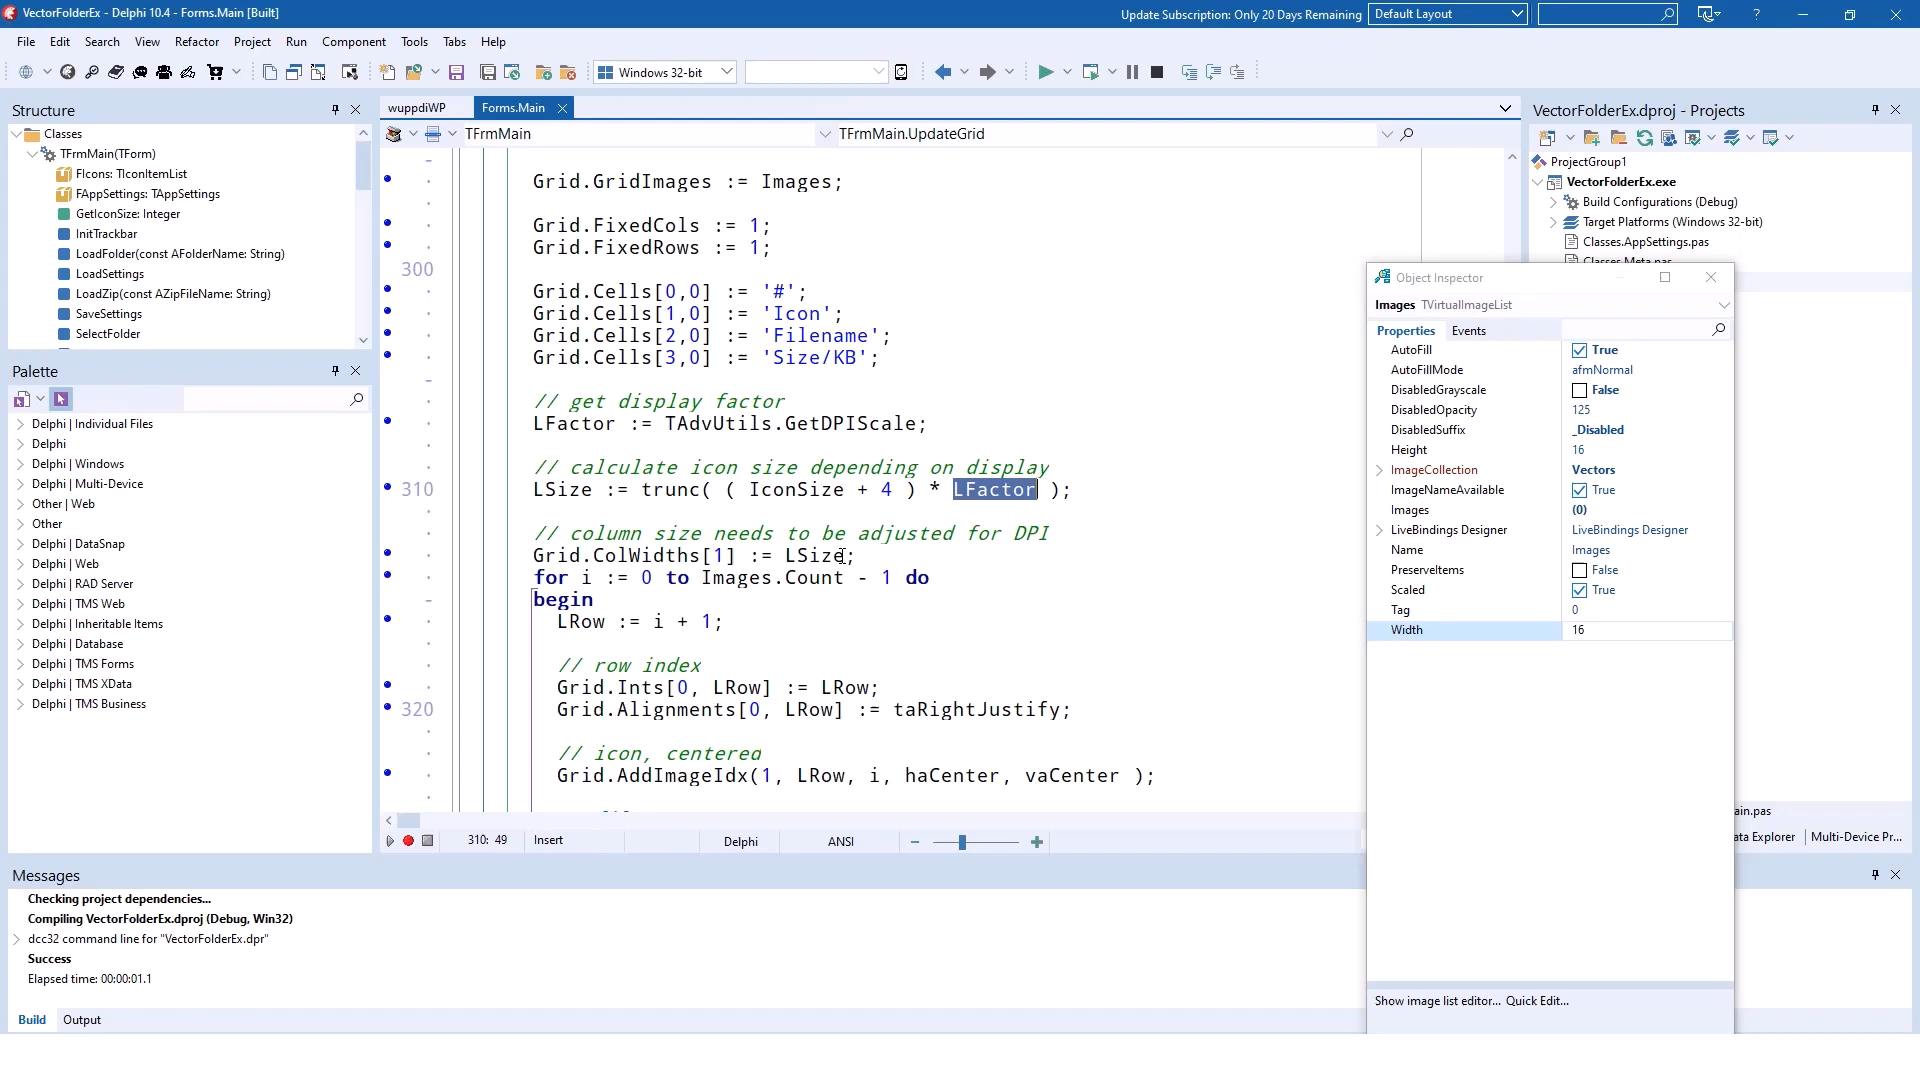 VectorFolderEx - Delphi 10.4 - Forms.Main [Built]
Update Subscription: Only 20 Days Remaining
Default Layout
File Edit Search View Refactor Project Run Component Tools Tabs Help
Windows 32-bit
Structure
Classes
TFrmMain(TForm)
FIcons: TIconItemList
FAppSettings: TAppSettings
GetIconSize: Integer
InitTrackbar
LoadFolder(const AFolderName: String)
LoadSettings
LoadZip(const AZipFileName: String)
SaveSettings
SelectFolder
Palette
Delphi | Individual Files
Delphi
Delphi | Windows
Delphi | Multi-Device
Other | Web
Other
Delphi | DataSnap
Delphi | Web
Delphi | RAD Server
Delphi | TMS Web
Delphi | Inheritable Items
Delphi | Database
Delphi | TMS Forms
Delphi | TMS XData
Delphi | TMS Business
wuppdiWP Forms.Main
TFrmMain TFrmMain.UpdateGrid
Grid.GridImages := Images;
Grid.FixedCols := 1;
Grid.FixedRows := 1;
300
Grid.Cells[0,0] := '#';
Grid.Cells[1,0] := 'Icon';
Grid.Cells[2,0] := 'Filename';
Grid.Cells[3,0] := 'Size/KB';
// get display factor
LFactor := TAdvUtils.GetDPIScale;
// calculate icon size depending on display
310 LSize := trunc( ( IconSize + 4 ) * LFactor );
// column size needs to be adjusted for DPI
Grid.ColWidths[1] := LSize;
for i := 0 to Images.Count - 1 do
begin
LRow := i + 1;
// row index
Grid.Ints[0, LRow] := LRow;
320 Grid.Alignments[0, LRow] := taRightJustify;
// icon, centered
Grid.AddImageIdx(1, LRow, i, haCenter, vaCenter );
310: 49 Insert Delphi ANSI
VectorFolderEx.dproj - Projects
ProjectGroup1
VectorFolderEx.exe
Build Configurations (Debug)
Target Platforms (Windows 32-bit)
Classes.AppSettings.pas
Classes.Meta.pas
Object Inspector
Images TVirtualImageList
Properties Events
AutoFill True
AutoFillMode afmNormal
DisabledGrayscale False
DisabledOpacity 125
DisabledSuffix _Disabled
Height 16
ImageCollection Vectors
ImageNameAvailable True
Images (0)
LiveBindings Designer LiveBindings Designer
Name Images
PreserveItems False
Scaled True
Tag 0
Width 16
Show image list editor... Quick Edit...
ain.pas
ata Explorer Multi-Device Pr...
Messages
Checking project dependencies...
Compiling VectorFolderEx.dproj (Debug, Win32)
dcc32 command line for "VectorFolderEx.dpr"
Success
Elapsed time: 00:00:01.1
Build Output